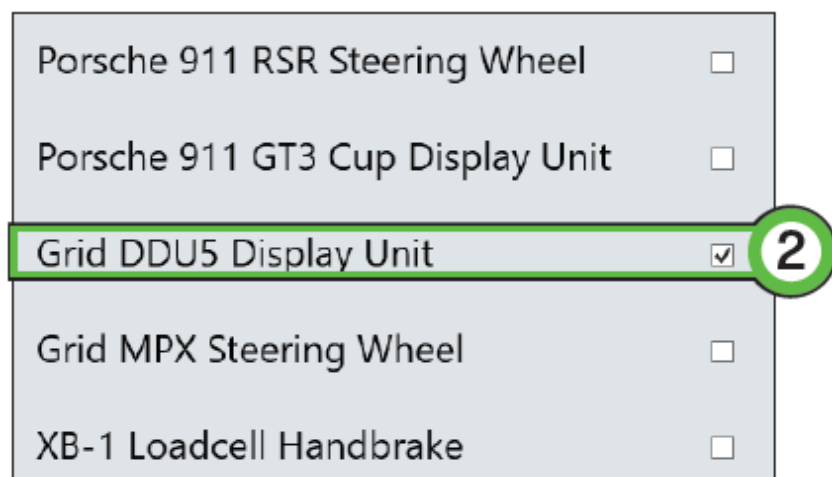 Porsche 911 RSR Steering Wheel
Porsche 911 GT3 Cup Display Unit
Grid DDU5 Display Unit
2
Grid MPX Steering Wheel
XB-1 Loadcell Handbrake